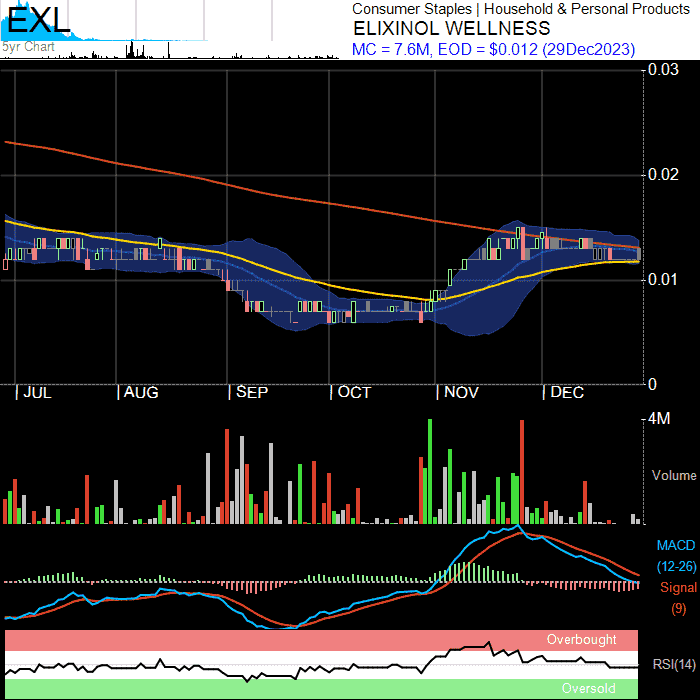 EXL
5yr Chart
Consumer Staples | Household & Personal Products
ELIXINOL WELLNESS
MC = 7.6M, EOD = $0.012 (29Dec2023)
0.03
0.02
0.01
0
| JUL | AUG | SEP | OCT | NOV | DEC
4M
Volume
MACD
(12-26)
Signal
(9)
Overbought
RSI(14)
Oversold